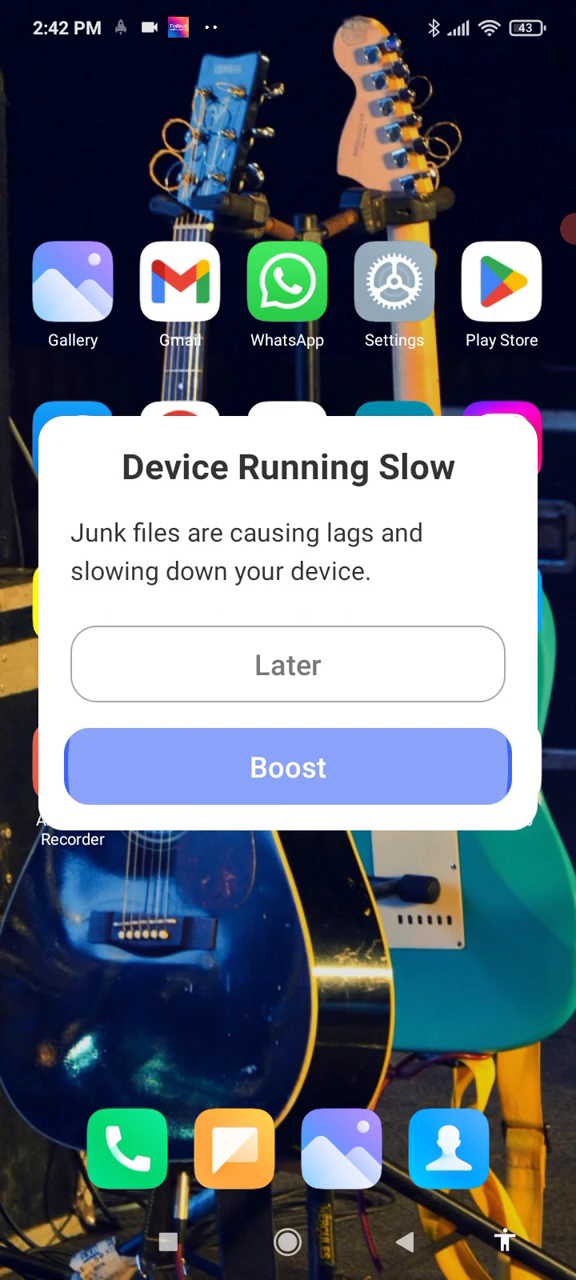 2:42 PM
43
Gallery
Gmail
WhatsApp
Settings
Play Store
Device Running Slow
Junk files are causing lags and
slowing down your device.
Later
Boost
Recorder